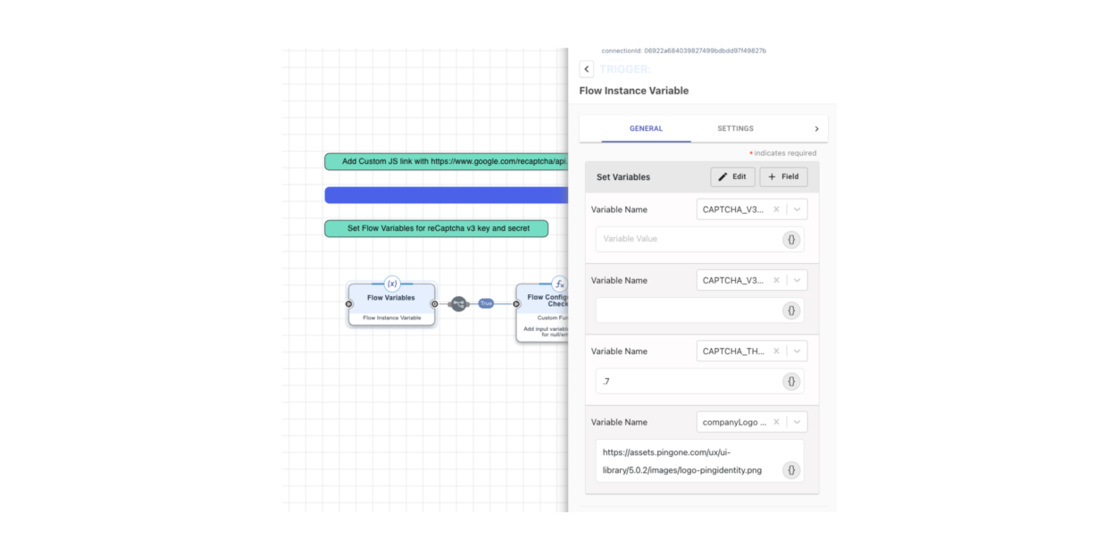 connectionId: 06922a684039827499bdbdd97f49827b
TRIGGER:
Flow Instance Variable
GENERAL
SETTINGS
* indicates required
Set Variables
Edit
+ Field
Variable Name
CAPTCHA_V3...
Variable Value
{}
Variable Name
CAPTCHA_V3...
{}
Variable Name
CAPTCHA_TH...
.7
{}
Variable Name
companyLogo ...
https://assets.pingone.com/ux/ui-
library/5.0.2/images/logo-pingidentity.png
{}
Add Custom JS link with https://www.google.com/recaptcha/api.
Set Flow Variables for reCaptcha v3 key and secret
(x)
Flow Variables
Flow Instance Variable
True
fx
Flow Config
Check
Custom Fu
Add input variabl
for null/em